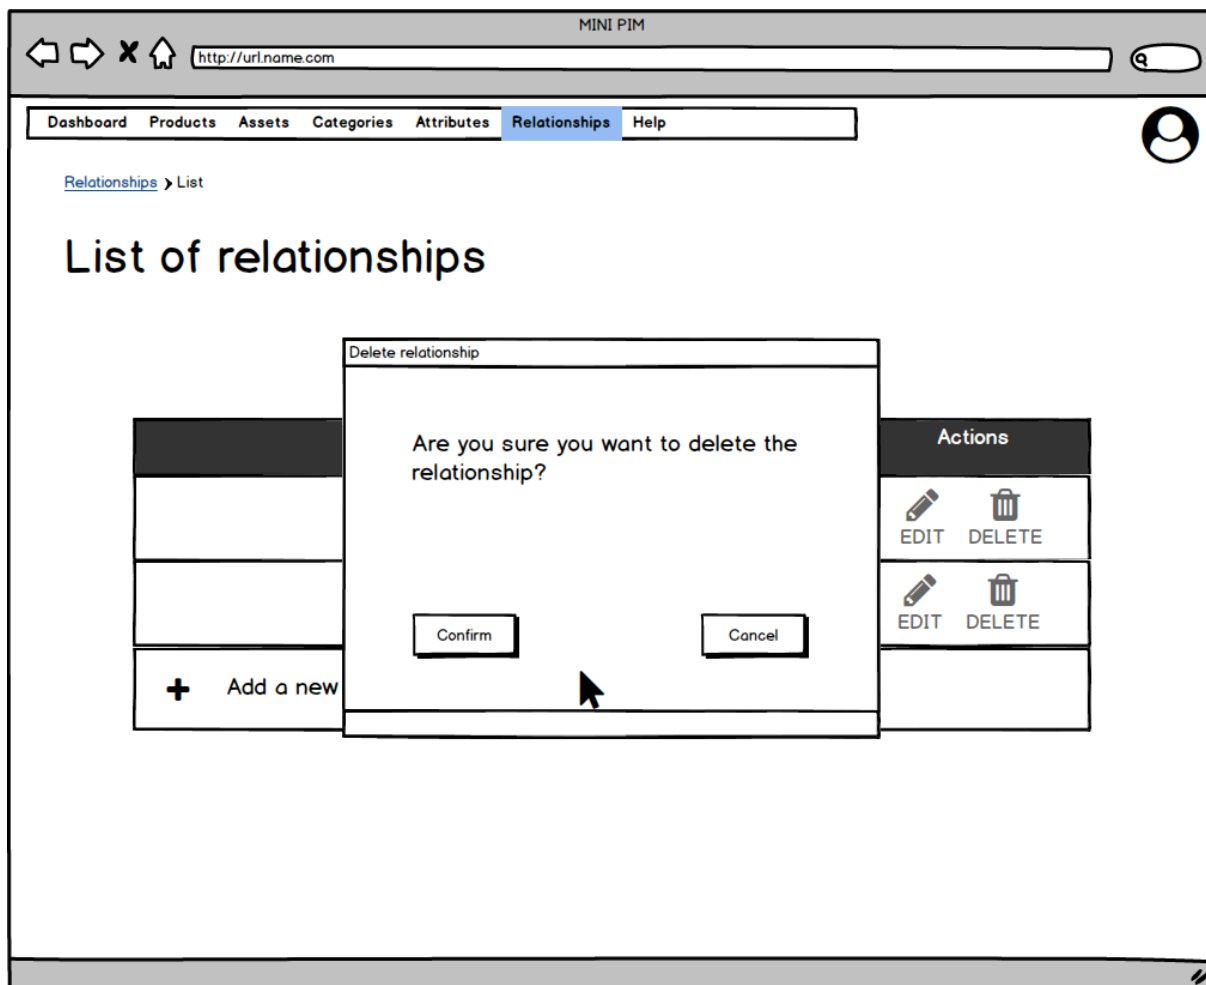 MINI PIM
http://url.name.com
Dashboard Products Assets Categories Attributes Relationships Help
Relationships > List
List of relationships
Delete relationship
Are you sure you want to delete the
relationship?
Actions
EDIT DELETE
EDIT DELETE
Confirm Cancel
Add a new